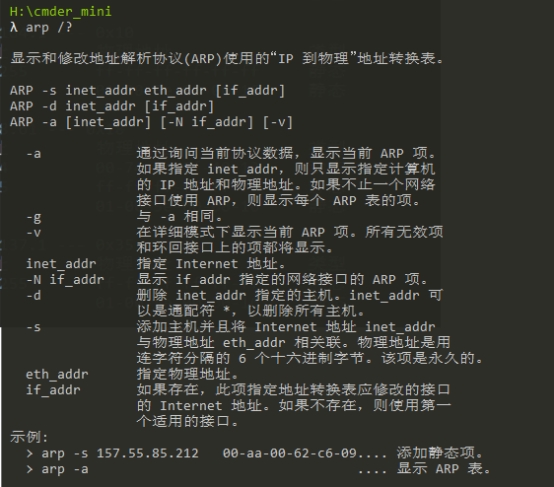 H:\cmder_mini
λ arp /?
显示和修改地址解析协议(ARP)使用的“IP 到物理”地址转换表。
ARP -s inet_addr eth_addr [if_addr]
ARP -d inet_addr [if_addr]
ARP -a [inet_addr] [-N if_addr] [-v]
-a 通过询问当前协议数据，显示当前 ARP 项。
如果指定 inet_addr，则只显示指定计算机
的 IP 地址和物理地址。如果不止一个网络
接口使用 ARP，则显示每个 ARP 表的项。
-g 与 -a 相同。
-v 在详细模式下显示当前 ARP 项。所有无效项
和环回接口上的项都将显示。
inet_addr 指定 Internet 地址。
-N if_addr 显示 if_addr 指定的网络接口的 ARP 项。
-d 删除 inet_addr 指定的主机。inet_addr 可
以是通配符 *，以删除所有主机。
-s 添加主机并且将 Internet 地址 inet_addr
与物理地址 eth_addr 相关联。物理地址是用
连字符分隔的 6 个十六进制字节。该项是永久的。
eth_addr 指定物理地址。
if_addr 如果存在，此项指定地址转换表应修改的接口
的 Internet 地址。如果不存在，则使用第一
个适用的接口。
示例:
> arp -s 157.55.85.212 00-aa-00-62-c6-09.... 添加静态项。
> arp -a .... 显示 ARP 表。